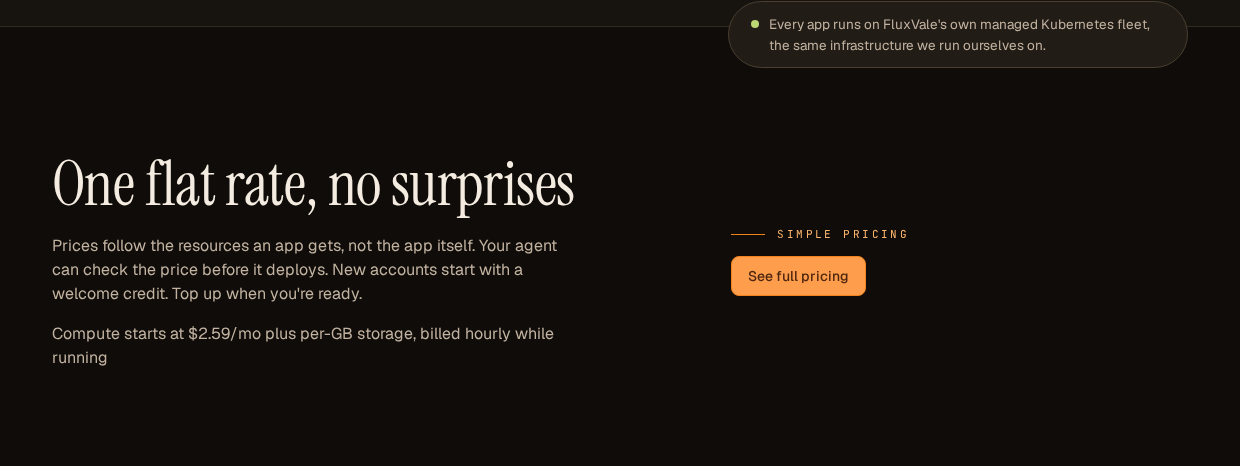 Every app runs on FluxVale's own managed Kubernetes fleet,
the same infrastructure we run ourselves on.
One flat rate, no surprises
Prices follow the resources an app gets, not the app itself. Your agent
can check the price before it deploys. New accounts start with a
welcome credit. Top up when you're ready.
Compute starts at $2.59/mo plus per-GB storage, billed hourly while
running
SIMPLE PRICING
See full pricing